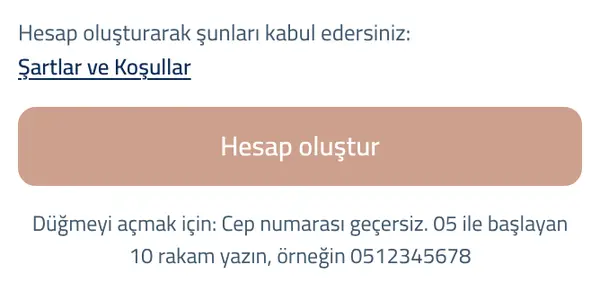 Hesap oluşturarak şunları kabul edersiniz:
Şartlar ve Koşullar
Hesap oluştur
Düğmeyi açmak için: Cep numarası geçersiz. 05 ile başlayan
10 rakam yazın, örneğin 0512345678